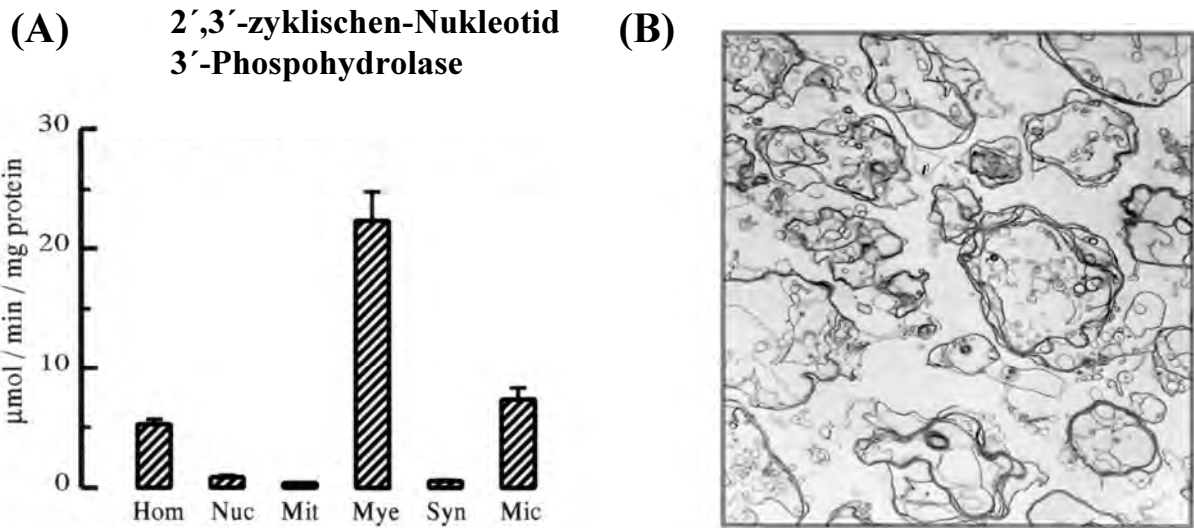 (A)
2´,3´-zyklischen-Nukleotid
3´-Phospohydrolase
µmol / min / mg protein
30
20
10
0
Hom Nuc Mit Mye Syn Mic
(B)